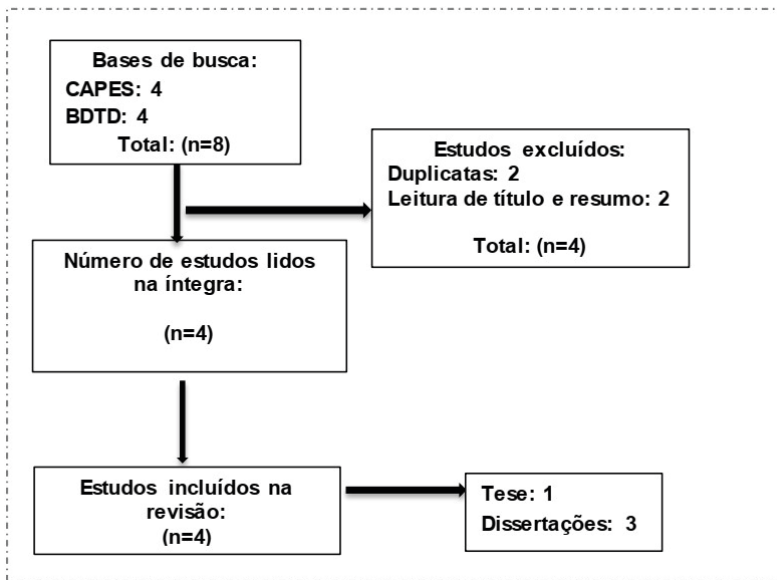 Bases de busca:
CAPES: 4
BDTD: 4
Total: (n=8)
Estudos excluídos:
Duplicatas: 2
Leitura de título e resumo: 2
Total: (n=4)
Número de estudos lidos
na íntegra:
(n=4)
Estudos incluídos na
revisão:
(n=4)
Tese: 1
Dissertações: 3